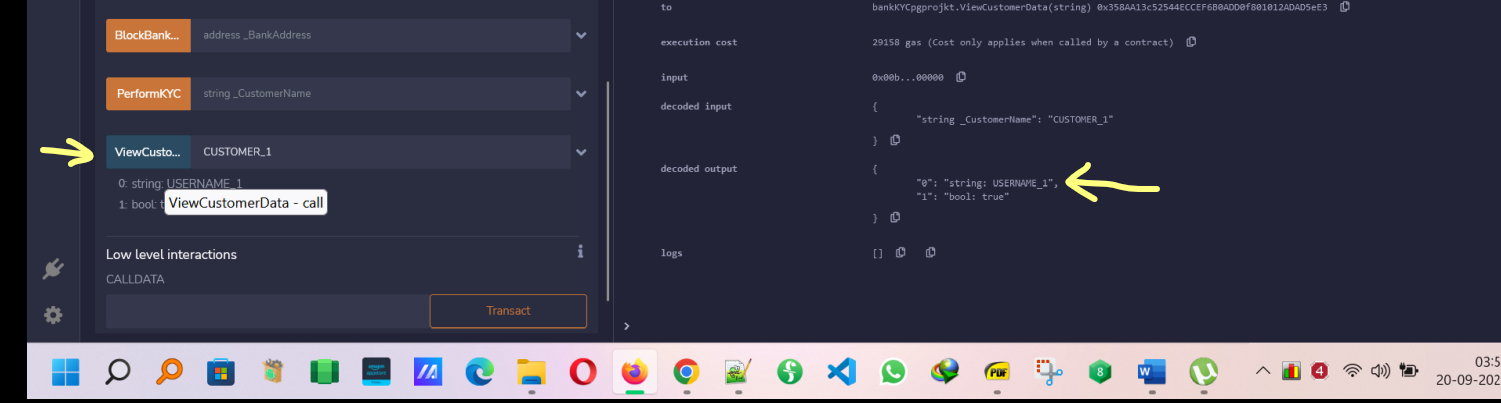 BlockBank...
address _BankAddress
PerformKYC
string _CustomerName
ViewCusto...
CUSTOMER_1
0: string: USERNAME_1
1: bool: t
ViewCustomerData - call
Low level interactions
i
CALLDATA
Transact
to
bankKYCpgprojkt.ViewCustomerData(string) 0x358AA13c52544ECCEF6B0ADD0f801012ADAD5eE3
execution cost
29158 gas (Cost only applies when called by a contract)
input
0x00b...00000
decoded input
{
"string _CustomerName": "CUSTOMER_1"
}
decoded output
{
"0": "string: USERNAME_1",
"1": "bool: true"
}
logs
[]
>
PDF
8
W
4
03:5
20-09-202